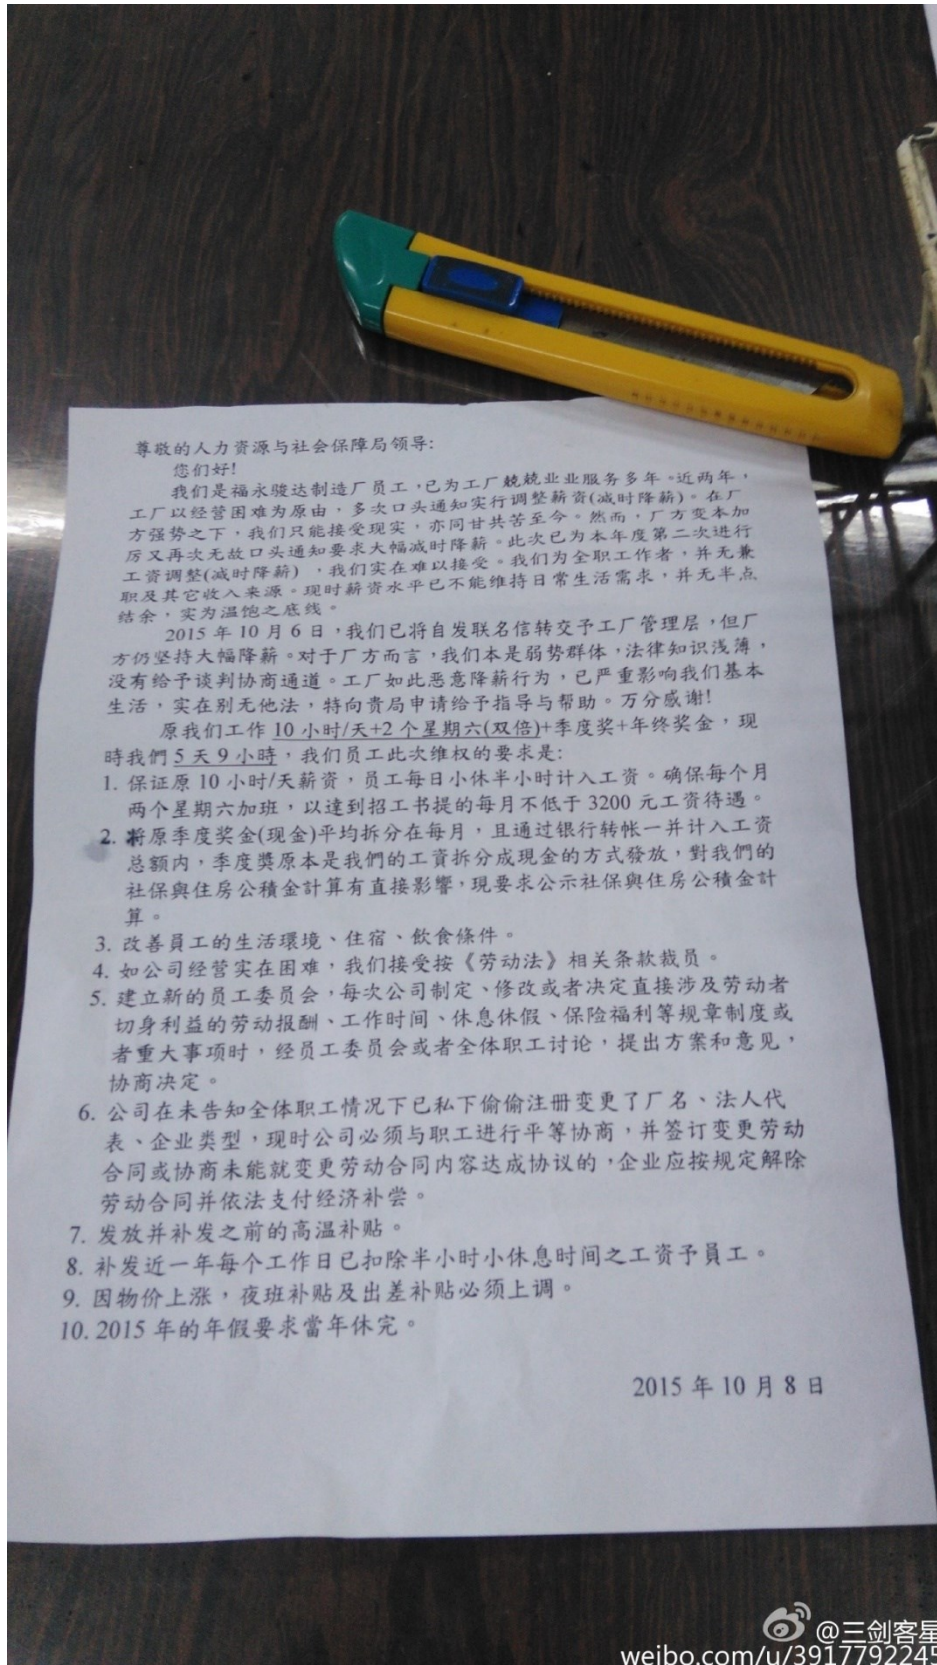 尊敬的人力资源与社会保障局领导:
您们好!
我们是福永骏达制造厂员工,已为工厂兢兢业业服务多年。近两年,
工厂以经营困难为原由,多次口头通知实行调整薪资(减时降薪)。在厂
方强势之下,我们只能接受现实,亦同甘共苦至今。然而,厂方变本加
厉又再次无故口头通知要求大幅减时降薪。此次已为本年度第二次进行
工资调整(减时降薪) ,我们实在难以接受。我们为全职工作者,并无兼
职及其它收入来源。现时薪资水平已不能维持日常生活需求,并无半点
结余,实为温饱之底线。
2015 年 10 月 6 日,我们已将自发联名信转交予工厂管理层,但厂
方仍坚持大幅降薪。对于厂方而言,我们本是弱势群体,法律知识浅薄,
没有给予谈判协商通道。工厂如此恶意降薪行为,已严重影响我们基本
生活,实在别无他法,特向贵局申请给予指导与帮助。万分感谢!
原我们工作 10 小时/天+2 个星期六(双倍)+季度奖+年终奖金,现
時我們 5 天 9 小時,我们员工此次维权的要求是:
1. 保证原 10 小时/天薪资,员工每日小休半小时计入工资。确保每个月
两个星期六加班,以達到招工书提的每月不低于 3200 元工资待遇。
2. 将原季度奖金(现金)平均拆分在每月,且通过银行转帐一并计入工资
总额内,季度獎原本是我們的工資拆分成現金的方式發放,對我們的
社保與住房公積金計算有直接影響,現要求公示社保與住房公積金計
算。
3. 改善員工的生活環境、住宿、飲食條件。
4. 如公司经营实在困难,我们接受按《劳动法》相关条款裁员。
5. 建立新的员工委员会,每次公司制定、修改或者决定直接涉及劳动者
切身利益的劳动报酬、工作时间、休息休假、保险福利等规章制度或
者重大事项时,经员工委员会或者全体职工讨论,提出方案和意见,
协商决定。
6. 公司在未告知全体职工情况下已私下偷偷注册变更了厂名、法人代
表、企业类型,现时公司必须与职工进行平等协商,并签订变更劳动
合同或协商未能就变更劳动合同内容达成协议的,企业应按规定解除
劳动合同并依法支付经济补尝。
7. 发放并补发之前的高温补贴。
8. 补发近一年每个工作日已扣除半小时小休息时间之工资予員工。
9. 因物价上涨,夜班补贴及出差补贴必须上调。
10. 2015 年的年假要求當年休完。
2015 年 10 月 8 日
@三剑客星
weibo.com/u/3917792245